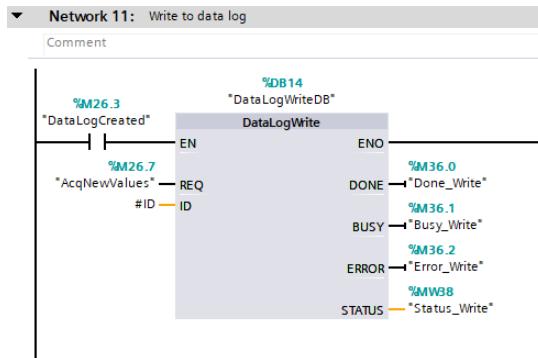 Network 11: Write to data log
Comment
%DB14
"DataLogWriteDB"
%M26.3
"DataLogCreated"
DataLogWrite
EN
ENO
%M26.7
"AcqNewValues"
REQ
#ID
ID
%M36.0
DONE
"Done_Write"
%M36.1
BUSY
"Busy_Write"
%M36.2
ERROR
"Error_Write"
%MW38
STATUS
"Status_Write"